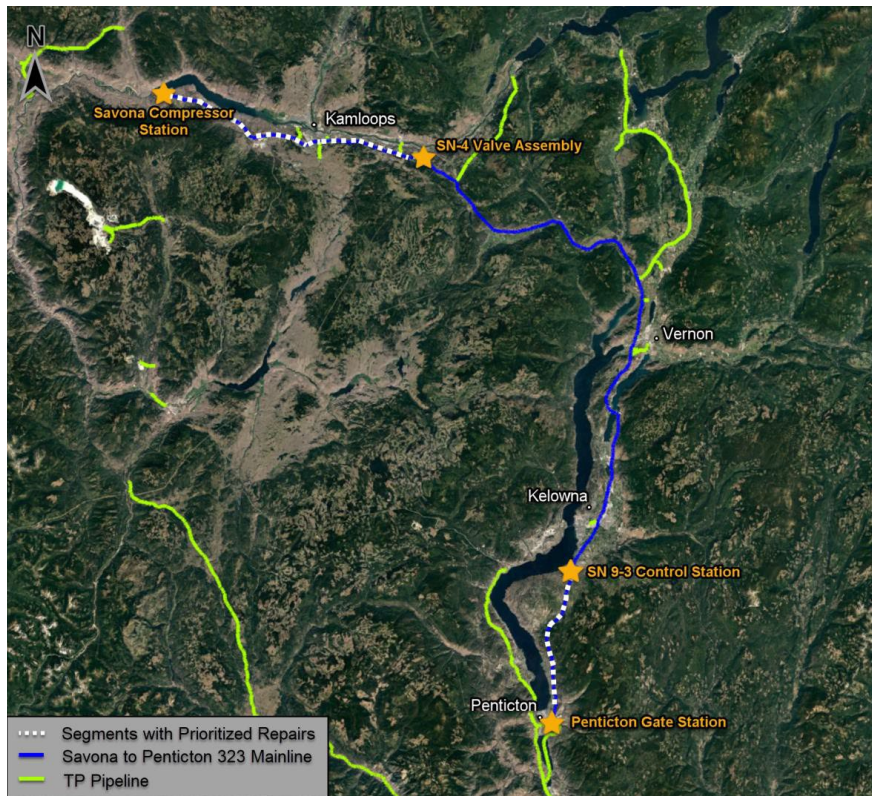 N
Savona Compressor
Station
Kamloops
SN-4 Valve Assembly
Vernon
Kelowna
SN 9-3 Control Station
Penticton
Penticton Gate Station
Segments with Prioritized Repairs
Savona to Penticton 323 Mainline
TP Pipeline